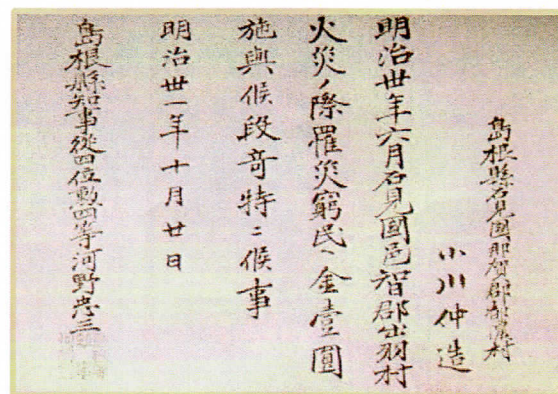 島根縣石見國那賀郡都濃村
小川仲造
明治卅年六月石見國邑智郡出羽村
火災ノ際罹災窮民ヘ金壹圓
施與候段奇特ニ候事
明治卅一年十月廿日
島根縣知事從四位勳四等河野忠三